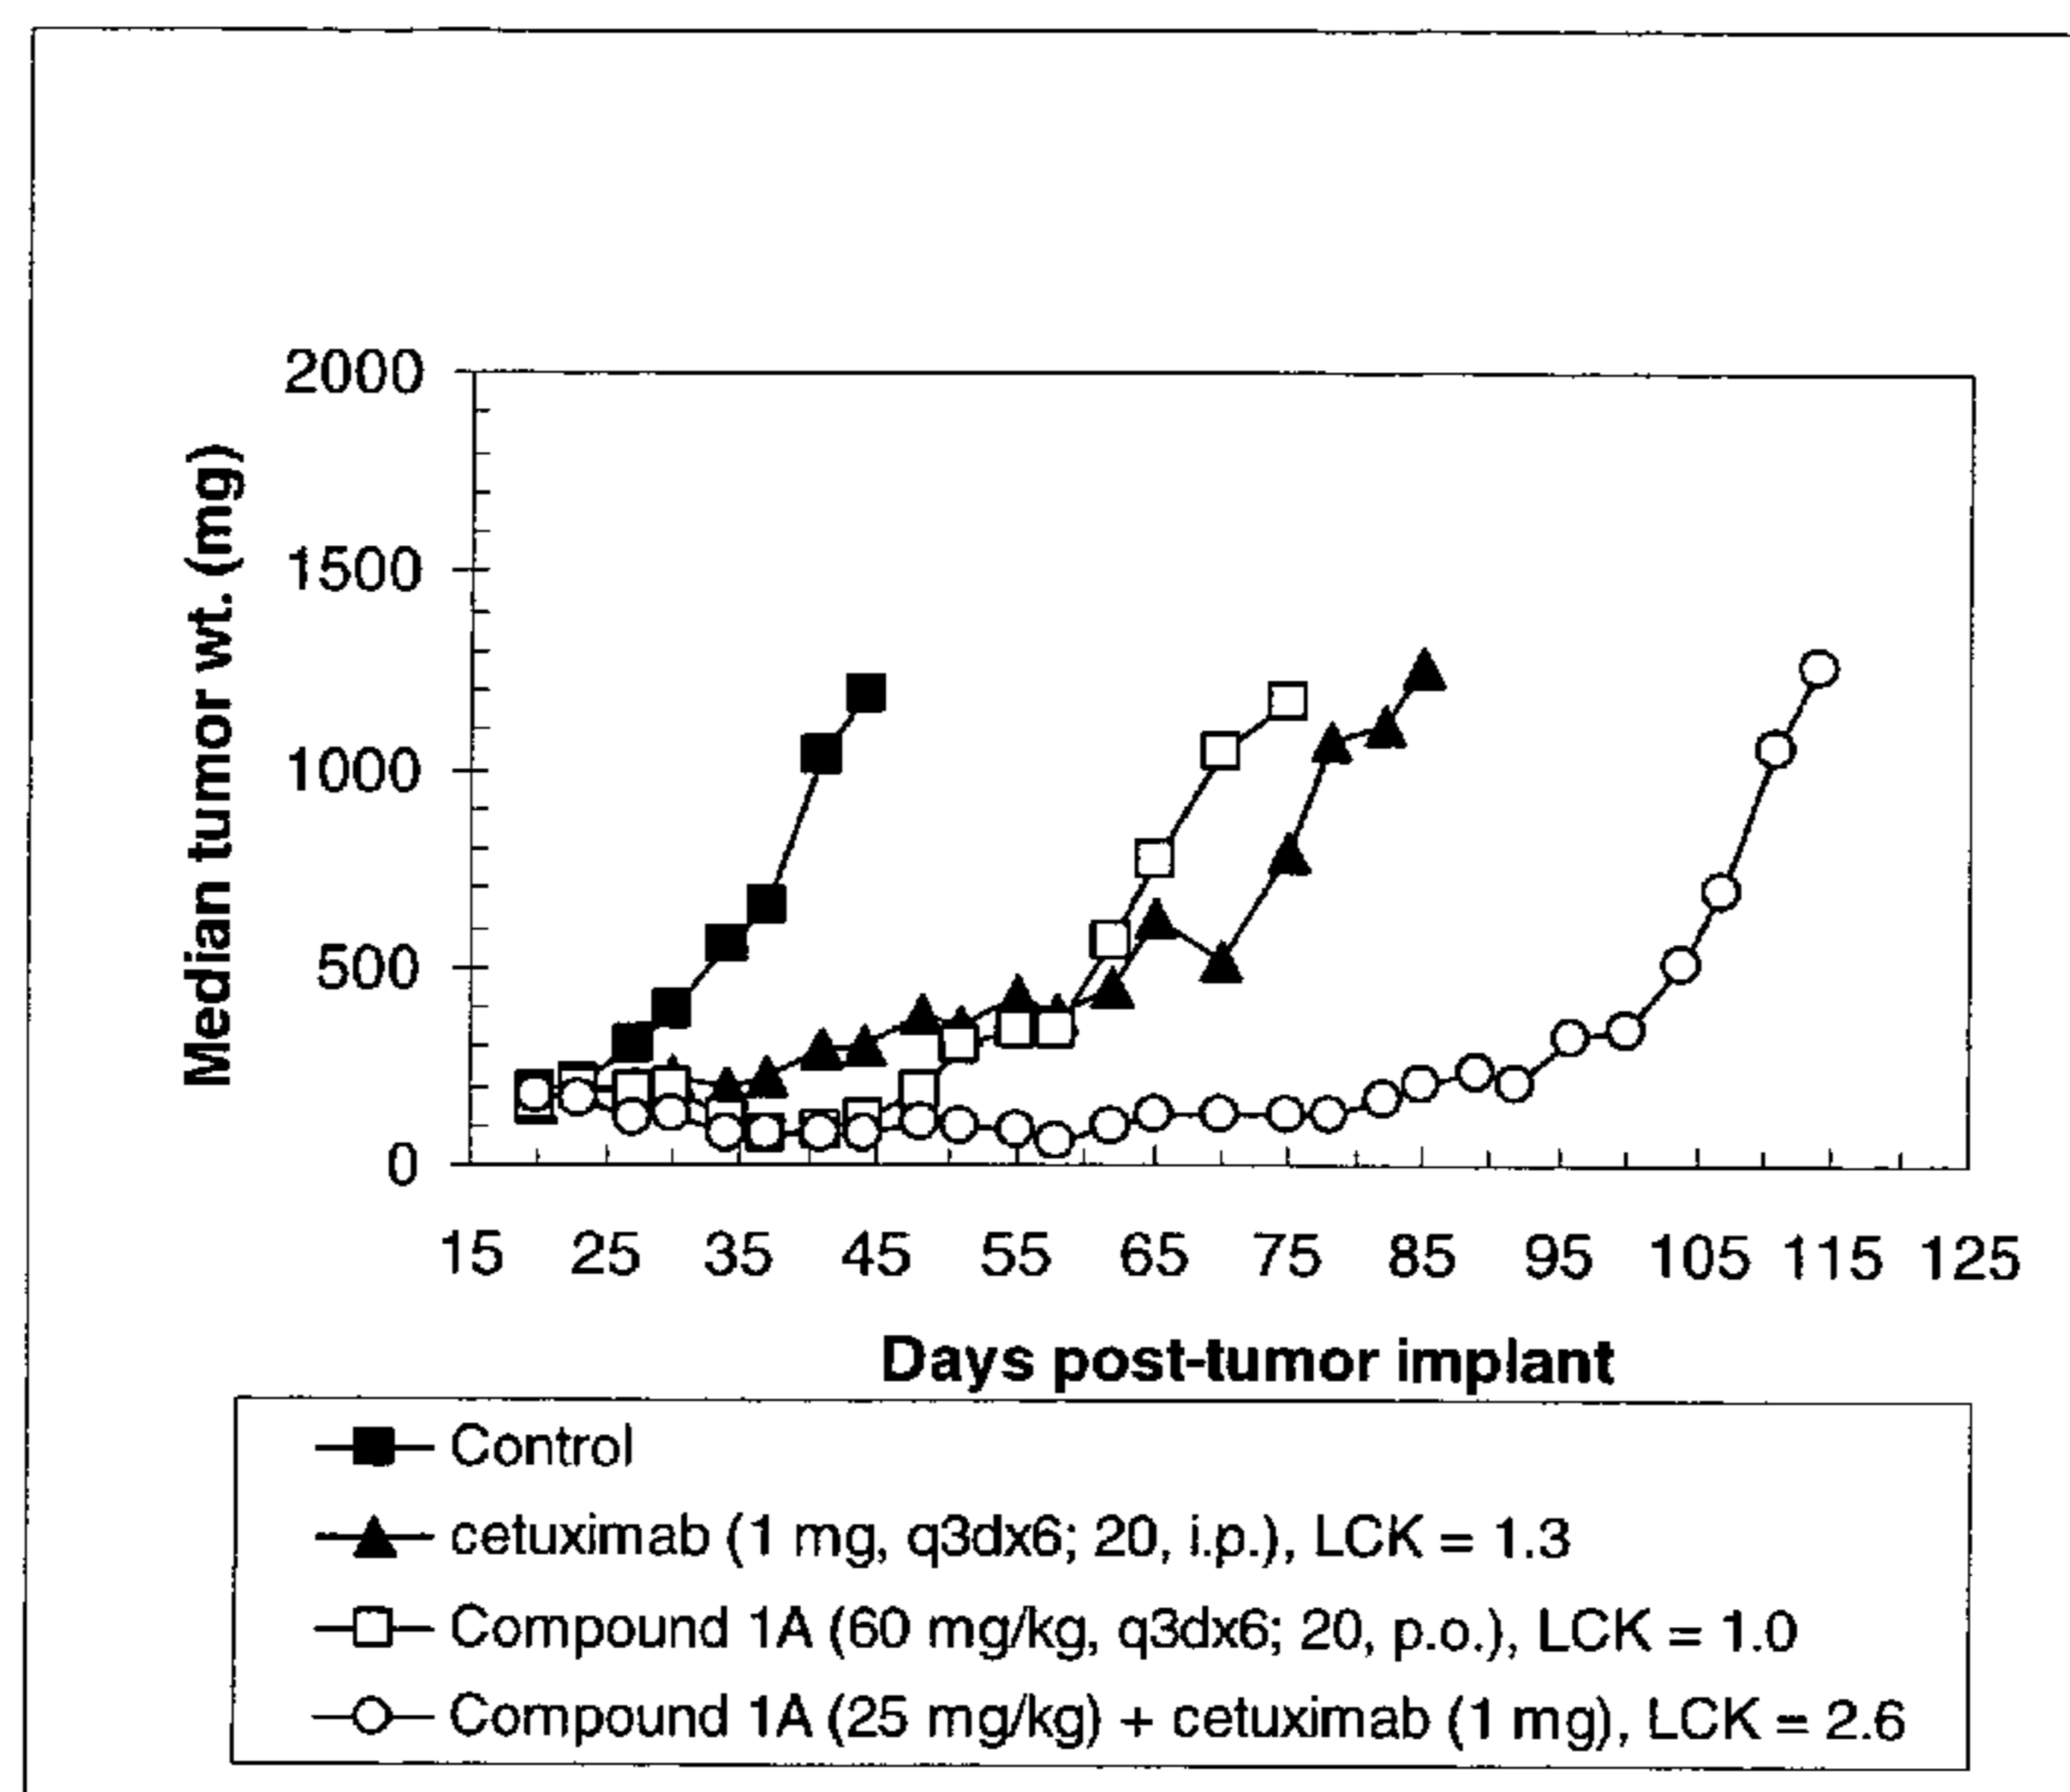 2000
1500
1000
500
0
Median tumor wt. (mg)
15 25 35 45 55 65 75 85 95 105 115 125
Days post-tumor implant
Control
cetuximab (1 mg, q3dx6; 20, i.p.), LCK = 1.3
Compound 1A (60 mg/kg, q3dx6; 20, p.o.), LCK = 1.0
Compound 1A (25 mg/kg) + cetuximab (1 mg), LCK = 2.6